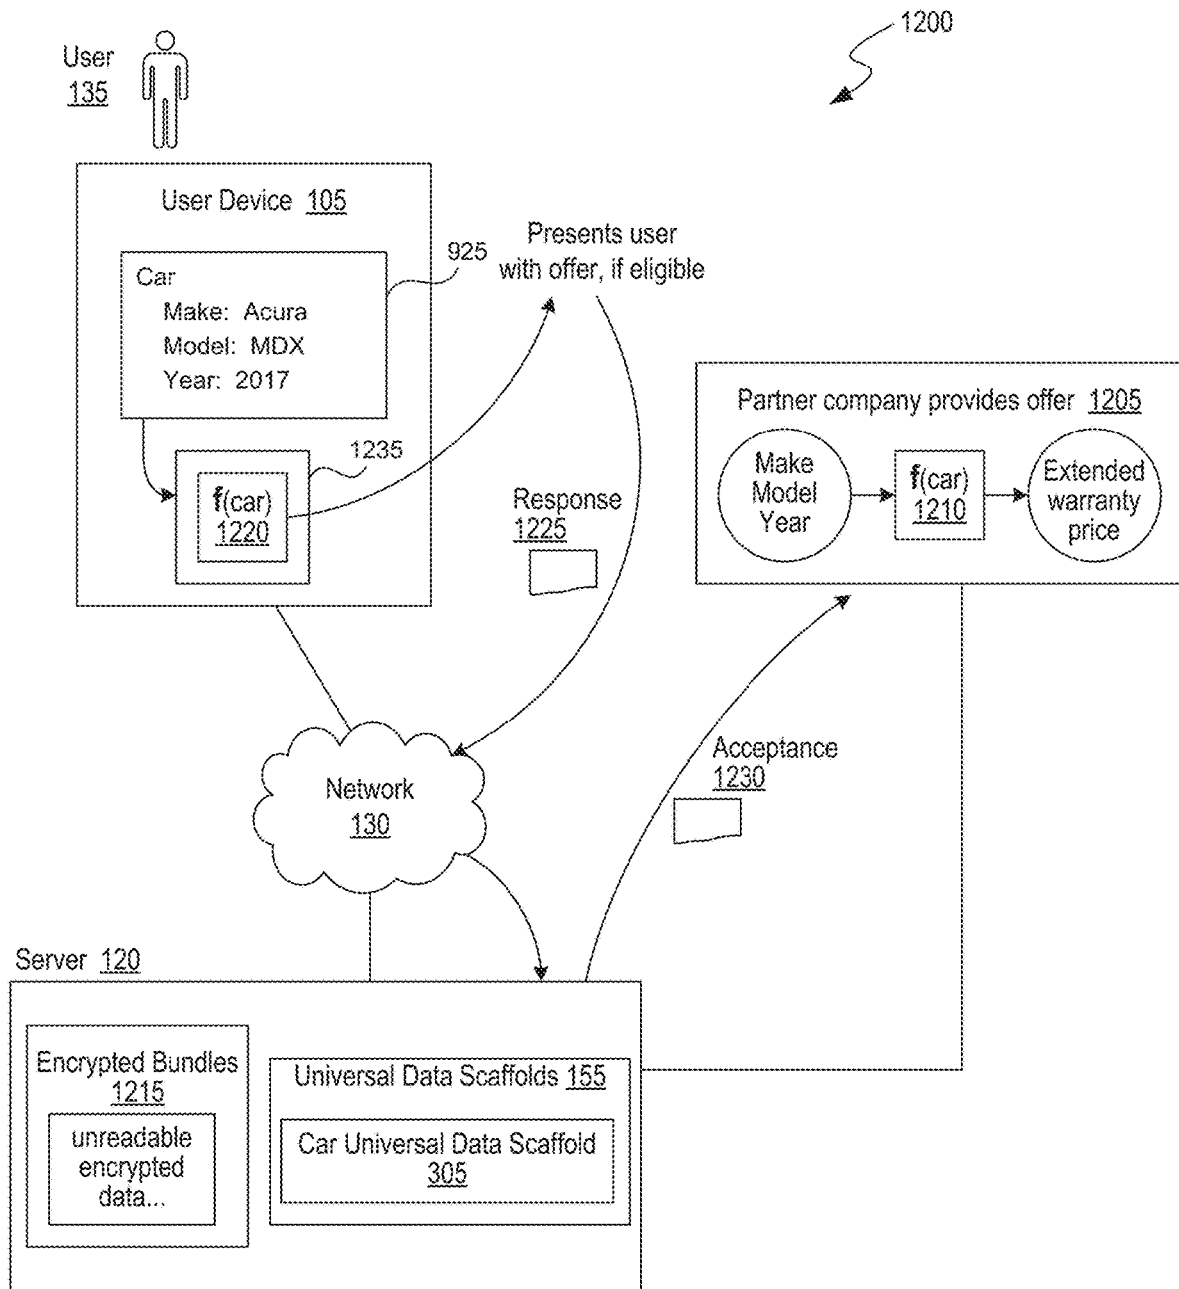 1200
User
135
User Device 105
925
Car
Make: Acura
Model: MDX
Year: 2017
1235
f(car)
1220
Presents user
with offer, if eligible
Response
1225
Partner company provides offer 1205
Make
Model
Year
f(car)
1210
Extended
warranty
price
Network
130
Acceptance
1230
Server 120
Encrypted Bundles
1215
unreadable
encrypted
data...
Universal Data Scaffolds 155
Car Universal Data Scaffold
305